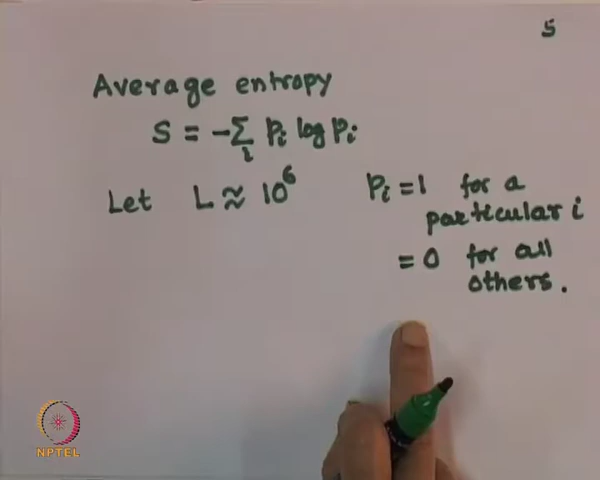 5
Average entropy
S = -∑i Pi log Pi
Let L ≈ 10^6
Pi = 1 for a
particular i
= 0 for all
others.
NPTEL